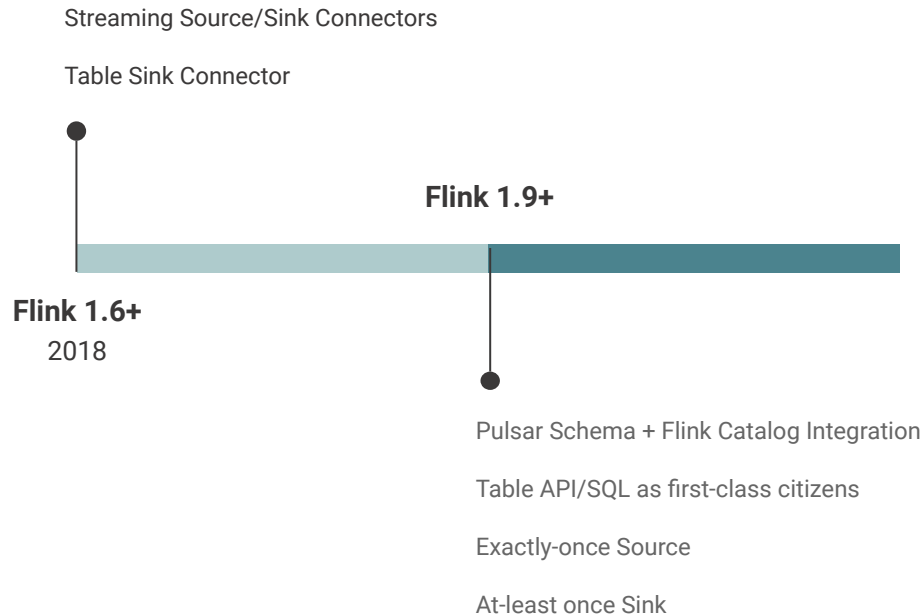 Streaming Source/Sink Connectors
Table Sink Connector
Flink 1.9+
Flink 1.6+
2018
Pulsar Schema + Flink Catalog Integration
Table API/SQL as first-class citizens
Exactly-once Source
At-least once Sink